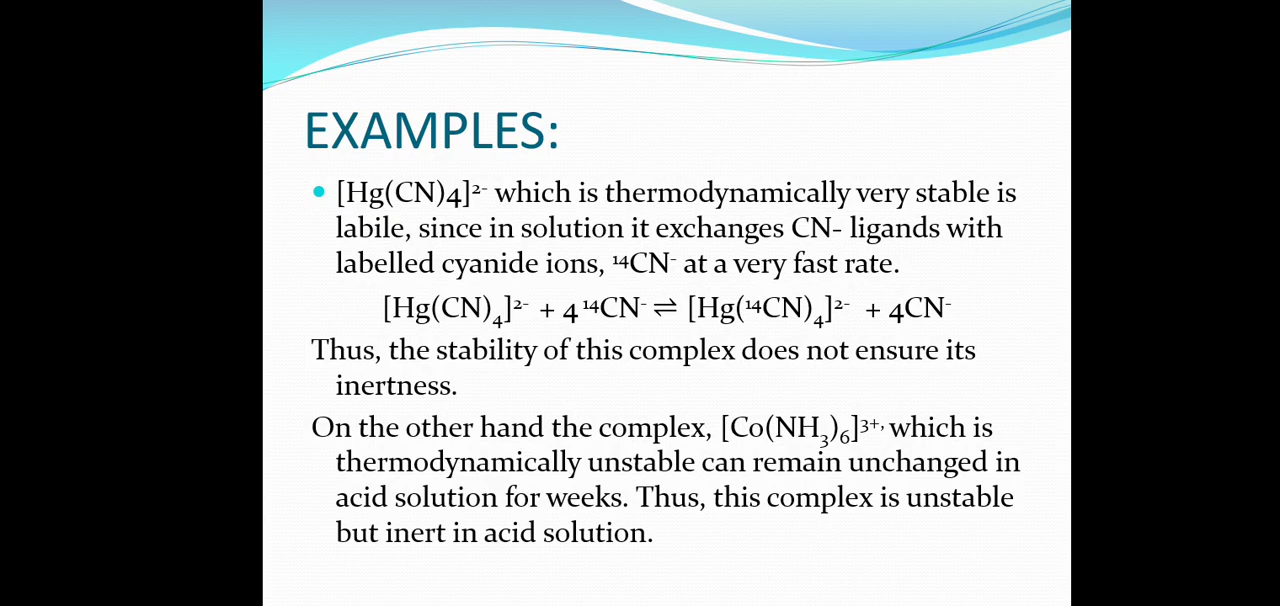 EXAMPLES:
[Hg(CN)4]²⁻ which is thermodynamically very stable is
labile, since in solution it exchanges CN- ligands with
labelled cyanide ions, ¹⁴CN⁻ at a very fast rate.
[Hg(CN)₄]²⁻ + 4 ¹⁴CN⁻ ⇌ [Hg(¹⁴CN)₄]²⁻ + 4CN⁻
Thus, the stability of this complex does not ensure its
inertness.
On the other hand the complex, [Co(NH₃)₆]³⁺, which is
thermodynamically unstable can remain unchanged in
acid solution for weeks. Thus, this complex is unstable
but inert in acid solution.